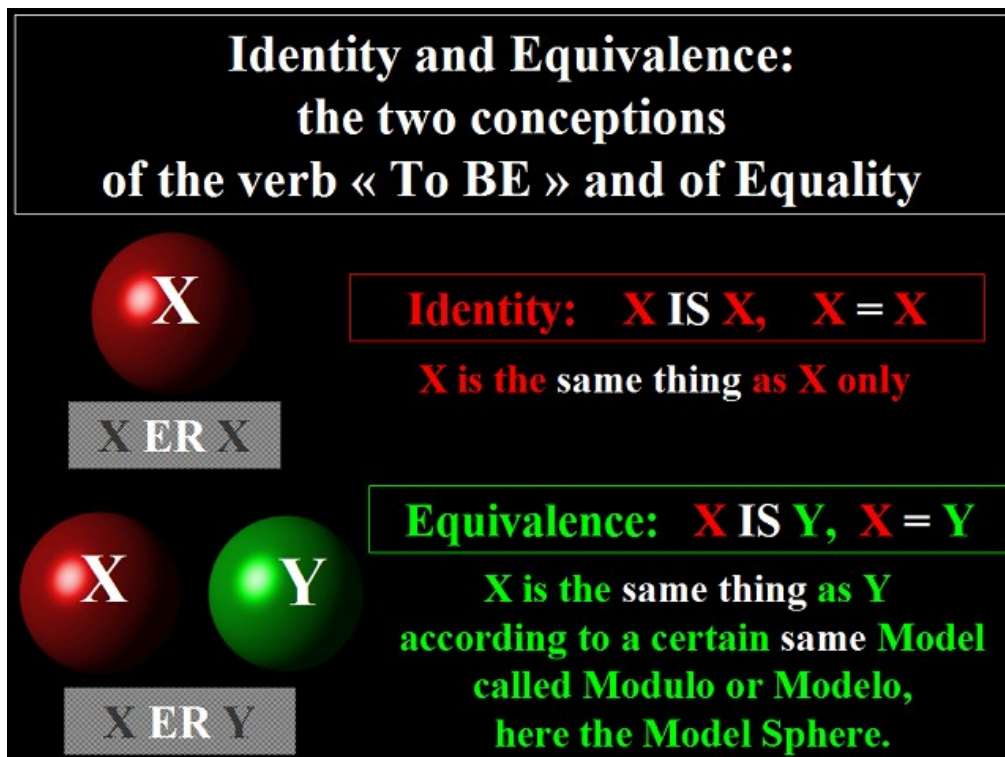 Identity and Equivalence:
the two conceptions
of the verb « To BE » and of Equality
X
Identity: X IS X, X = X
X is the same thing as X only
X ER X
X Y
Equivalence: X IS Y, X = Y
X is the same thing as Y
according to a certain same Model
called Modulo or Modelo,
here the Model Sphere.
X ER Y